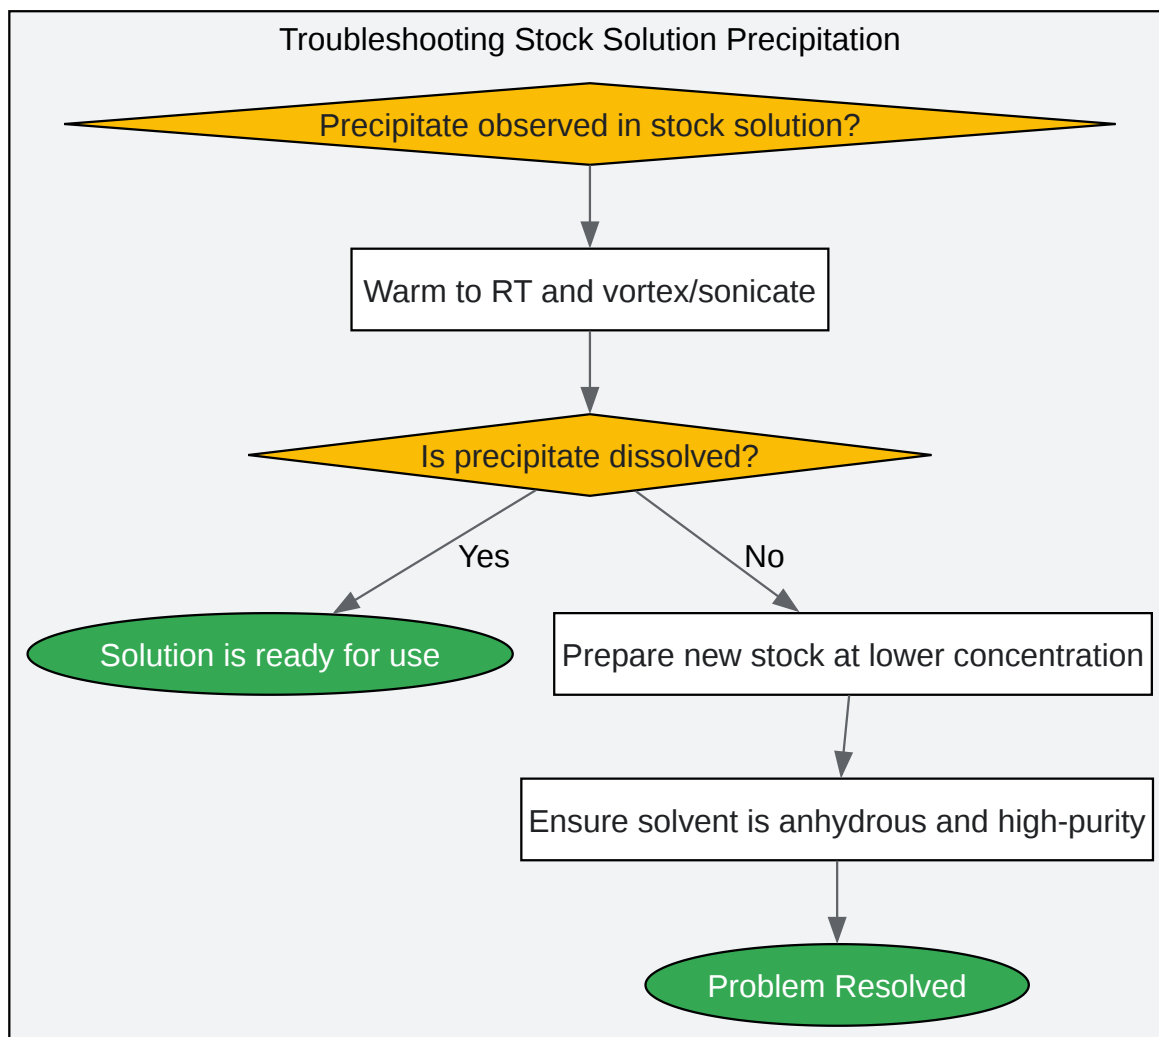 Troubleshooting Stock Solution Precipitation
Precipitate observed in stock solution?
Warm to RT and vortex/sonicate
Is precipitate dissolved?
Yes
No
Solution is ready for use
Prepare new stock at lower concentration
Ensure solvent is anhydrous and high-purity
Problem Resolved